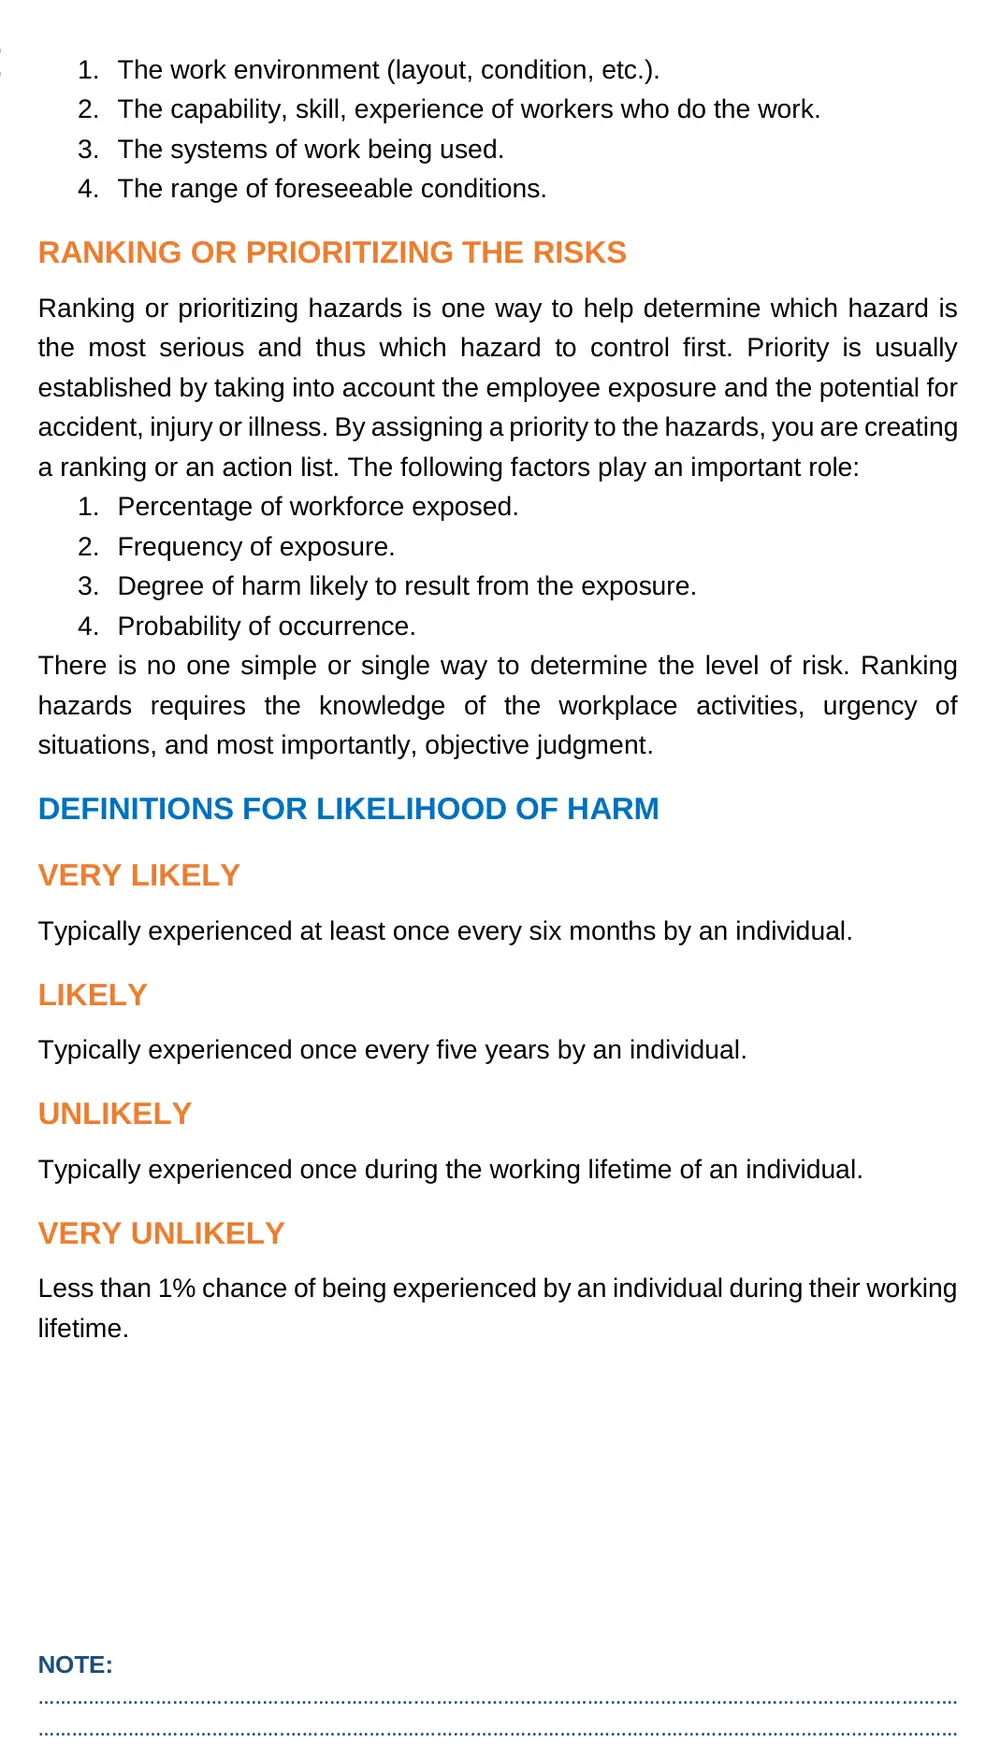 1. The work environment (layout, condition, etc.).
2. The capability, skill, experience of workers who do the work.
3. The systems of work being used.
4. The range of foreseeable conditions.
RANKING OR PRIORITIZING THE RISKS
Ranking or prioritizing hazards is one way to help determine which hazard is
the most serious and thus which hazard to control first. Priority is usually
established by taking into account the employee exposure and the potential for
accident, injury or illness. By assigning a priority to the hazards, you are creating
a ranking or an action list. The following factors play an important role:
1. Percentage of workforce exposed.
2. Frequency of exposure.
3. Degree of harm likely to result from the exposure.
4. Probability of occurrence.
There is no one simple or single way to determine the level of risk. Ranking
hazards requires the knowledge of the workplace activities, urgency of
situations, and most importantly, objective judgment.
DEFINITIONS FOR LIKELIHOOD OF HARM
VERY LIKELY
Typically experienced at least once every six months by an individual.
LIKELY
Typically experienced once every five years by an individual.
UNLIKELY
Typically experienced once during the working lifetime of an individual.
VERY UNLIKELY
Less than 1% chance of being experienced by an individual during their working
lifetime.
NOTE: